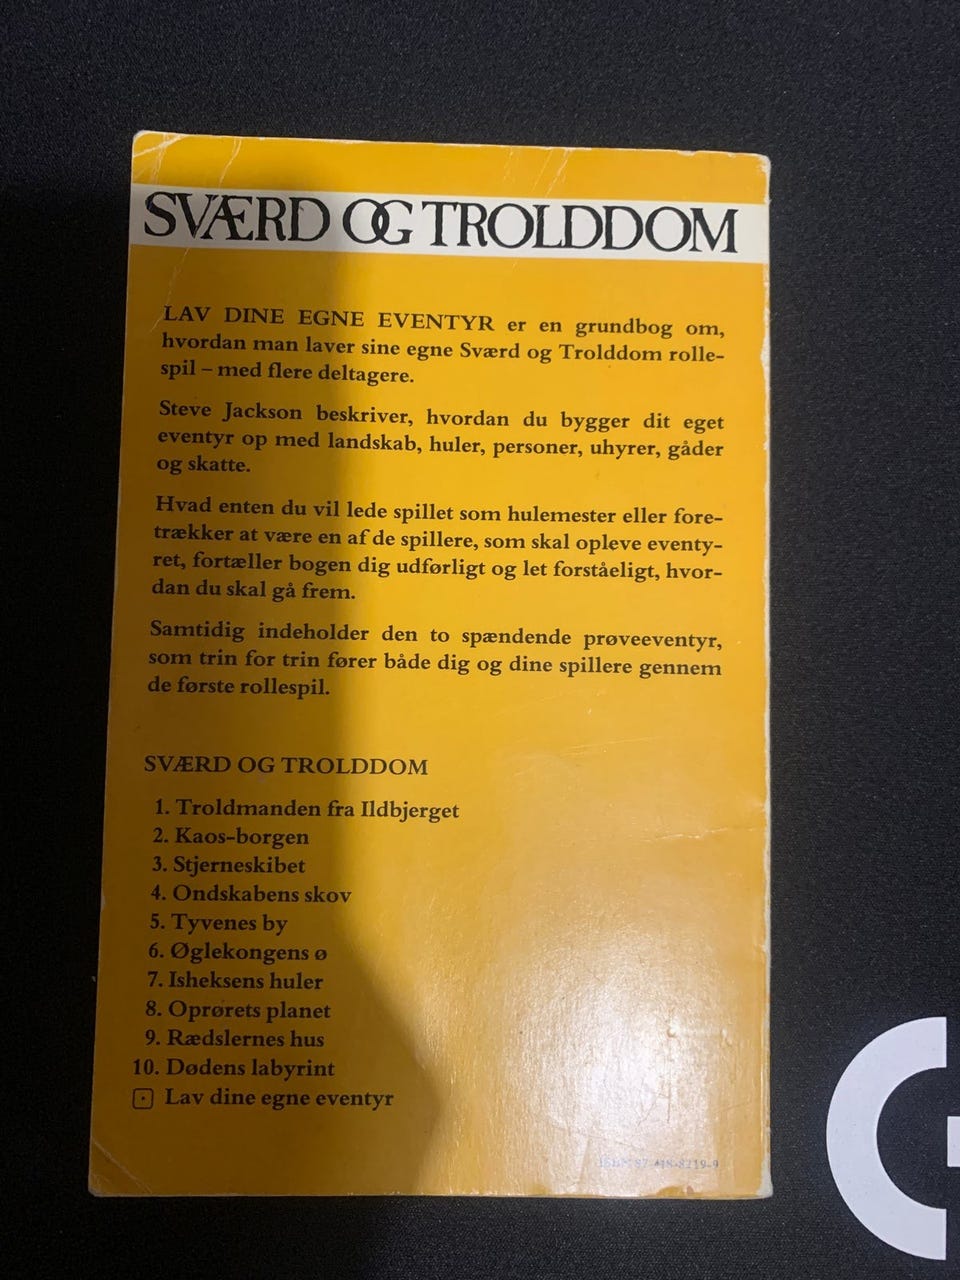 SVÆRD OG TROLDDOM
LAV DINE EGNE EVENTYR er en grundbog om,
hvordan man laver sine egne Sværd og Trolddom rolle-
spil – med flere deltagere.
Steve Jackson beskriver, hvordan du bygger dit eget
eventyr op med landskab, huler, personer, uhyrer, gåder
og skatte.
Hvad enten du vil lede spillet som hulemester eller fore-
trækker at være en af de spillere, som skal opleve eventy-
ret, fortæller bogen dig udførligt og let forståeligt, hvor-
dan du skal gå frem.
Samtidig indeholder den to spændende prøveeventyr,
som trin for trin fører både dig og dine spillere gennem
de første rollespil.
SVÆRD OG TROLDDOM
1. Troldmanden fra Ildbjerget
2. Kaos-borgen
3. Stjerneskibet
4. Ondskabens skov
5. Tyvenes by
6. Øglekongens ø
7. Isheksens huler
8. Oprørets planet
9. Rædslernes hus
10. Dødens labyrint
Lav dine egne eventyr
ISBN